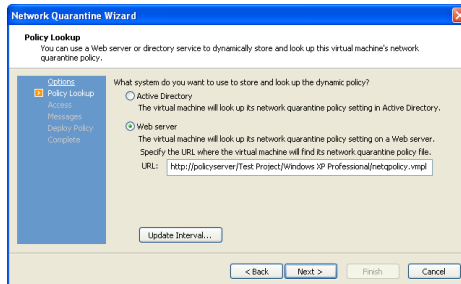 Network Quarantine Wizard
Policy Lookup
You can use a Web server or directory service to dynamically store and look up this virtual machine's network
quarantine policy.
Options
Policy Lookup
Access
Messages
Deploy Policy
Complete
What system do you want to use to store and look up the dynamic policy?
Active Directory
The virtual machine will look up its network quarantine policy setting in Active Directory.
Web server
The virtual machine will look up its network quarantine policy setting on a Web server.
Specify the URL where the virtual machine will find its network quarantine policy file.
URL: http://policyserver/Test Project/Windows XP Professional/netqpolicy.vmpl
Update Interval...
< Back Next > Finish Cancel